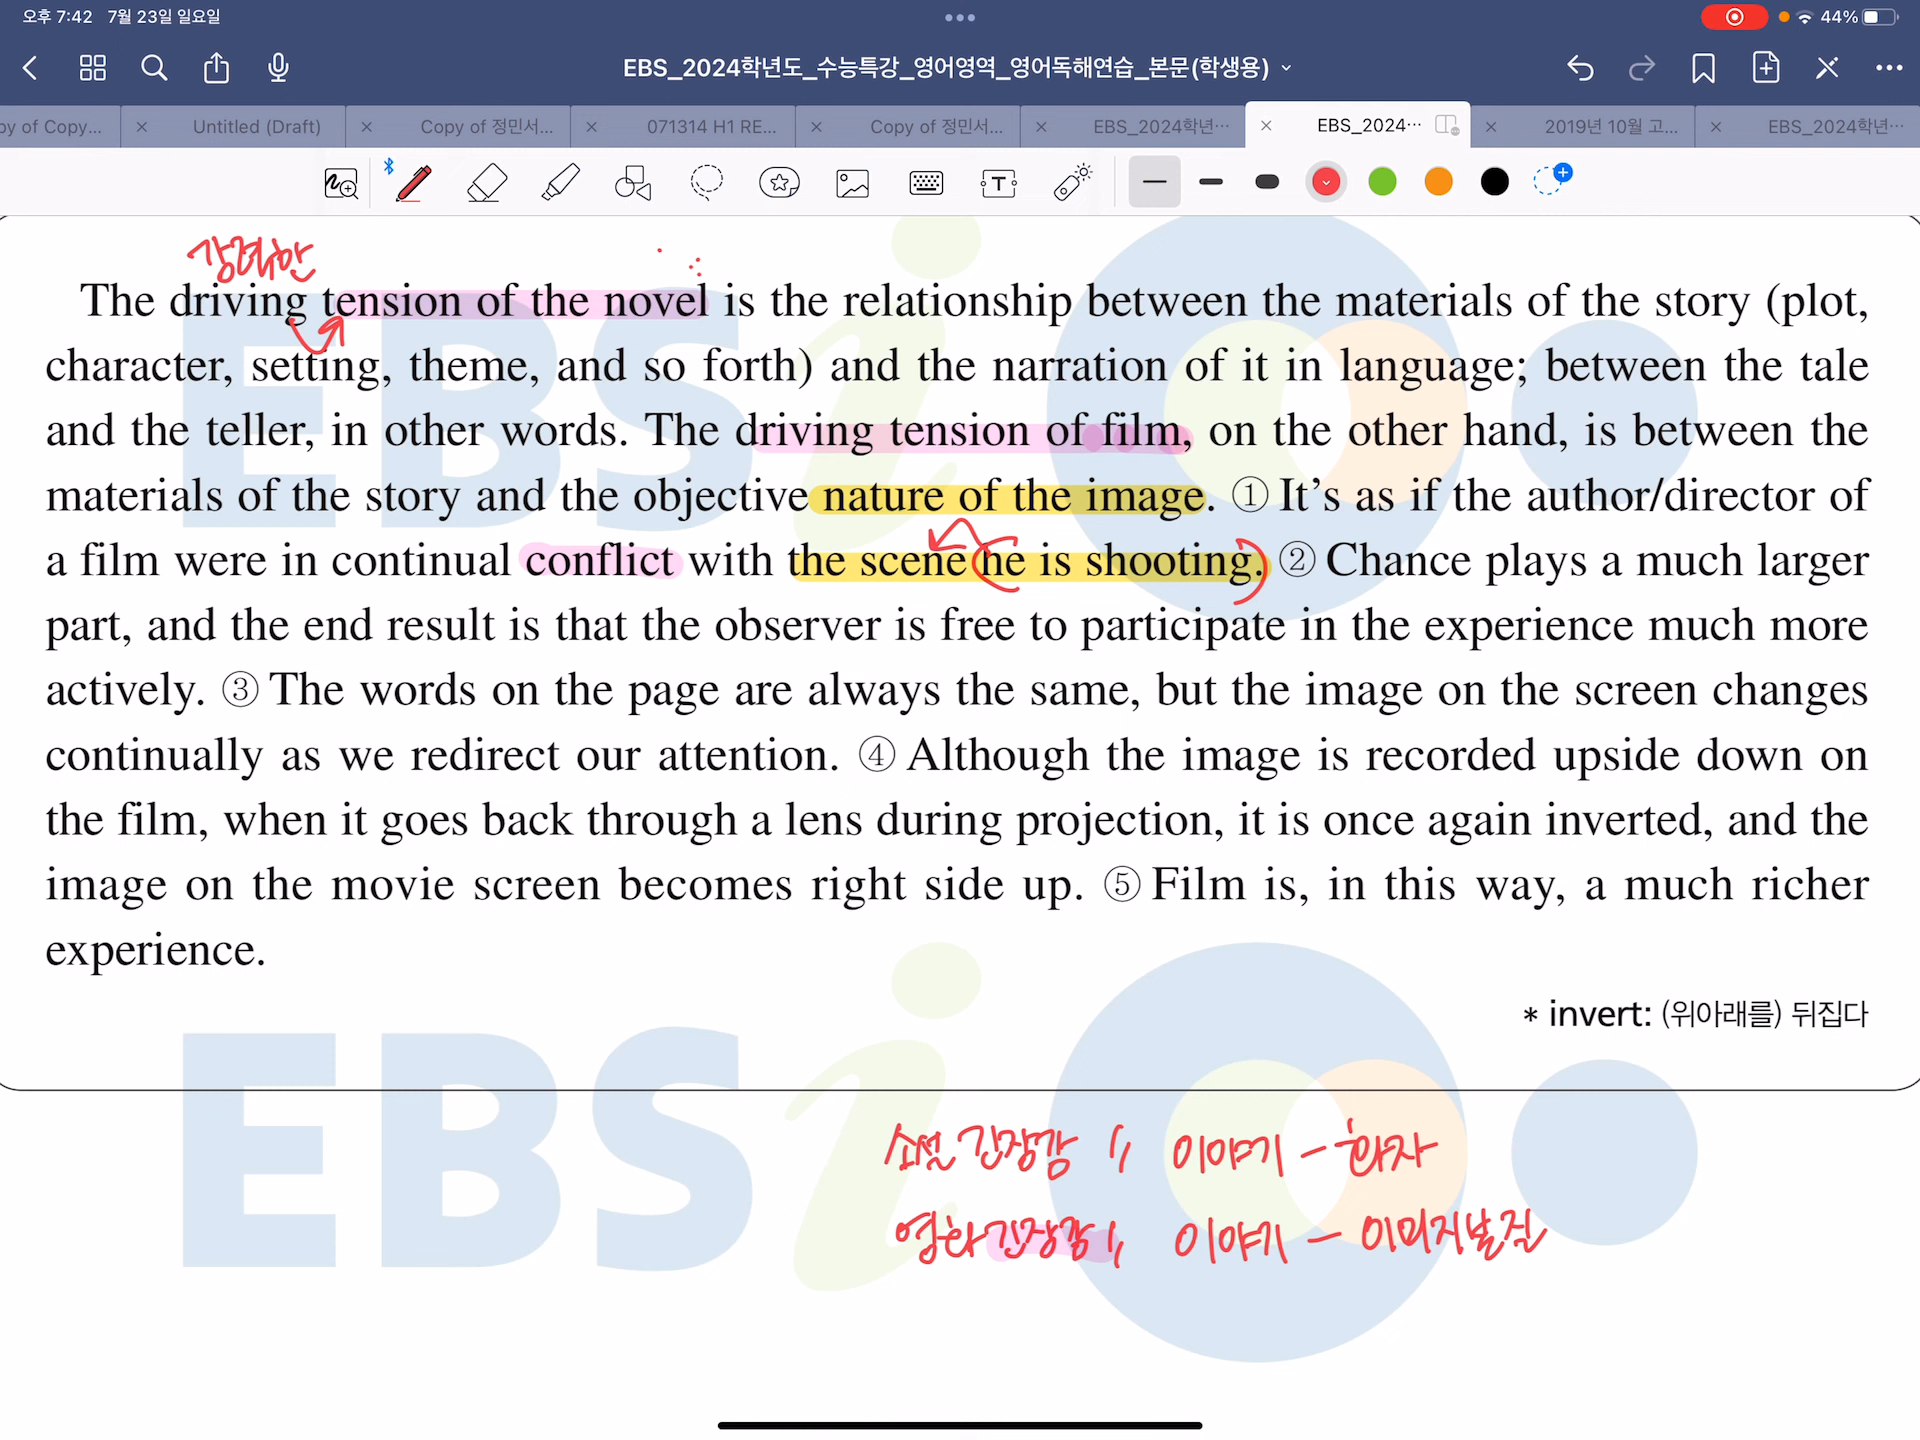 오후 7:42 7월 23일 일요일
44%
EBS_2024학년도_수능특강_영어영역_영어독해연습_본문(학생용)
py of Copy...
Untitled (Draft)
Copy of 정민서...
071314 H1 RE...
Copy of 정민서...
EBS_2024학년...
EBS_2024...
2019년 10월 고...
EBS_2024학년...
강력한
The driving tension of the novel is the relationship between the materials of the story (plot,
character, setting, theme, and so forth) and the narration of it in language; between the tale
and the teller, in other words. The driving tension of film, on the other hand, is between the
materials of the story and the objective nature of the image. ① It’s as if the author/director of
a film were in continual conflict with the scene he is shooting. ② Chance plays a much larger
part, and the end result is that the observer is free to participate in the experience much more
actively. ③ The words on the page are always the same, but the image on the screen changes
continually as we redirect our attention. ④ Although the image is recorded upside down on
the film, when it goes back through a lens during projection, it is once again inverted, and the
image on the movie screen becomes right side up. ⑤ Film is, in this way, a much richer
experience.
* invert: (위아래를) 뒤집다
소설 긴장감 이야기 - 화자
영화긴장감 이야기 - 이미지본질
EBSi
EBSi